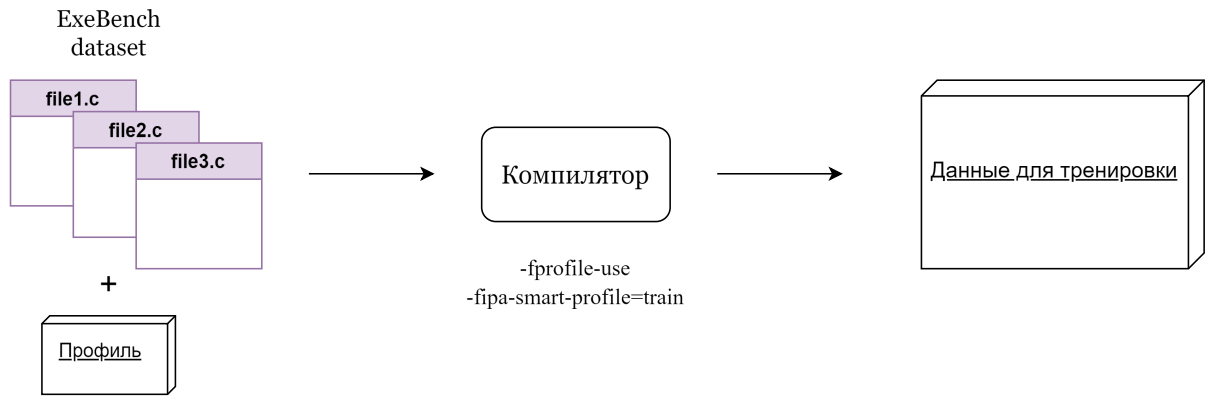 ExeBench
dataset
file1.c
file2.c
file3.c
+
Профиль
Компилятор
-fprofile-use
-fipa-smart-profile=train
Данные для тренировки